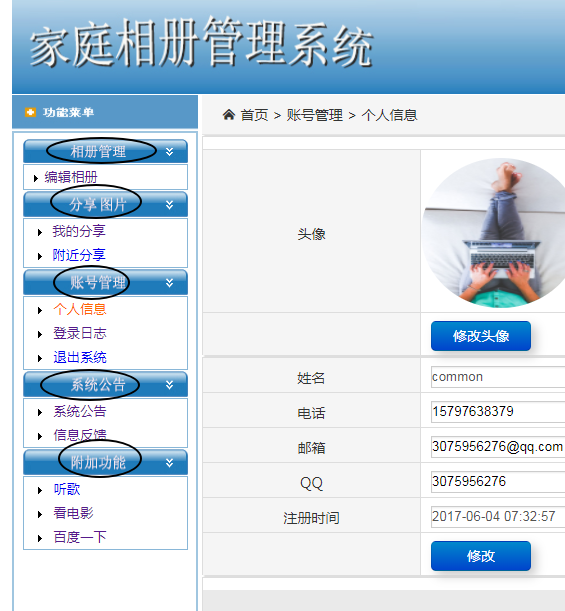 家庭相册管理系统
功能菜单
相册管理
编辑相册
分享图片
我的分享
附近分享
账号管理
个人信息
登录日志
退出系统
系统公告
系统公告
信息反馈
附加功能
听歌
看电影
百度一下
首页 > 账号管理 > 个人信息
头像
修改头像
姓名 common
电话 15797638379
邮箱 3075956276@qq.com
QQ 3075956276
注册时间 2017-06-04 07:32:57
修改